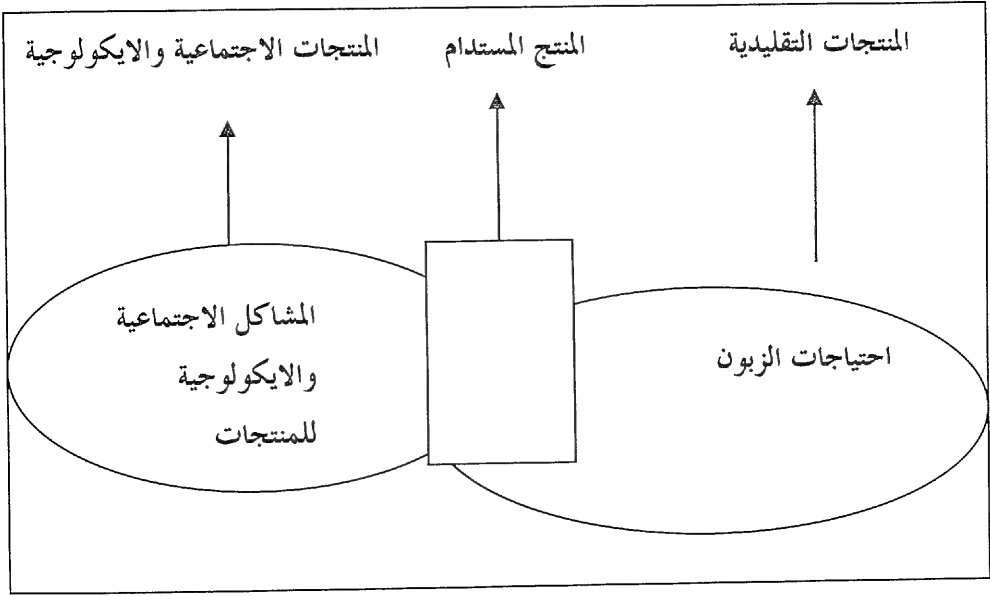 المنتجات التقليدية
المنتج المستدام
المنتجات الاجتماعية والايكولوجية
احتياجات الزبون
المشاكل الاجتماعية
والايكولوجية
للمنتجات